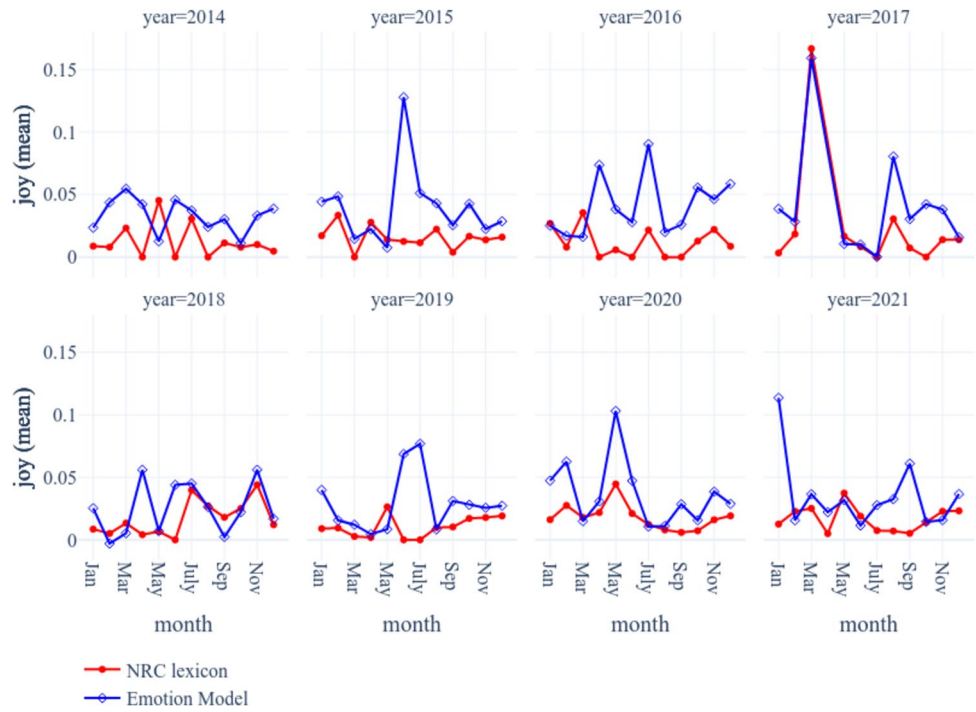 year=2014 year=2015 year=2016 year=2017
0.15
0.1
0.05
0
joy (mean)
year=2018 year=2019 year=2020 year=2021
0.15
0.1
0.05
0
joy (mean)
Jan Mar May July Sep Nov Jan Mar May July Sep Nov Jan Mar May July Sep Nov Jan Mar May July Sep Nov
month month month month
NRC lexicon
Emotion Model